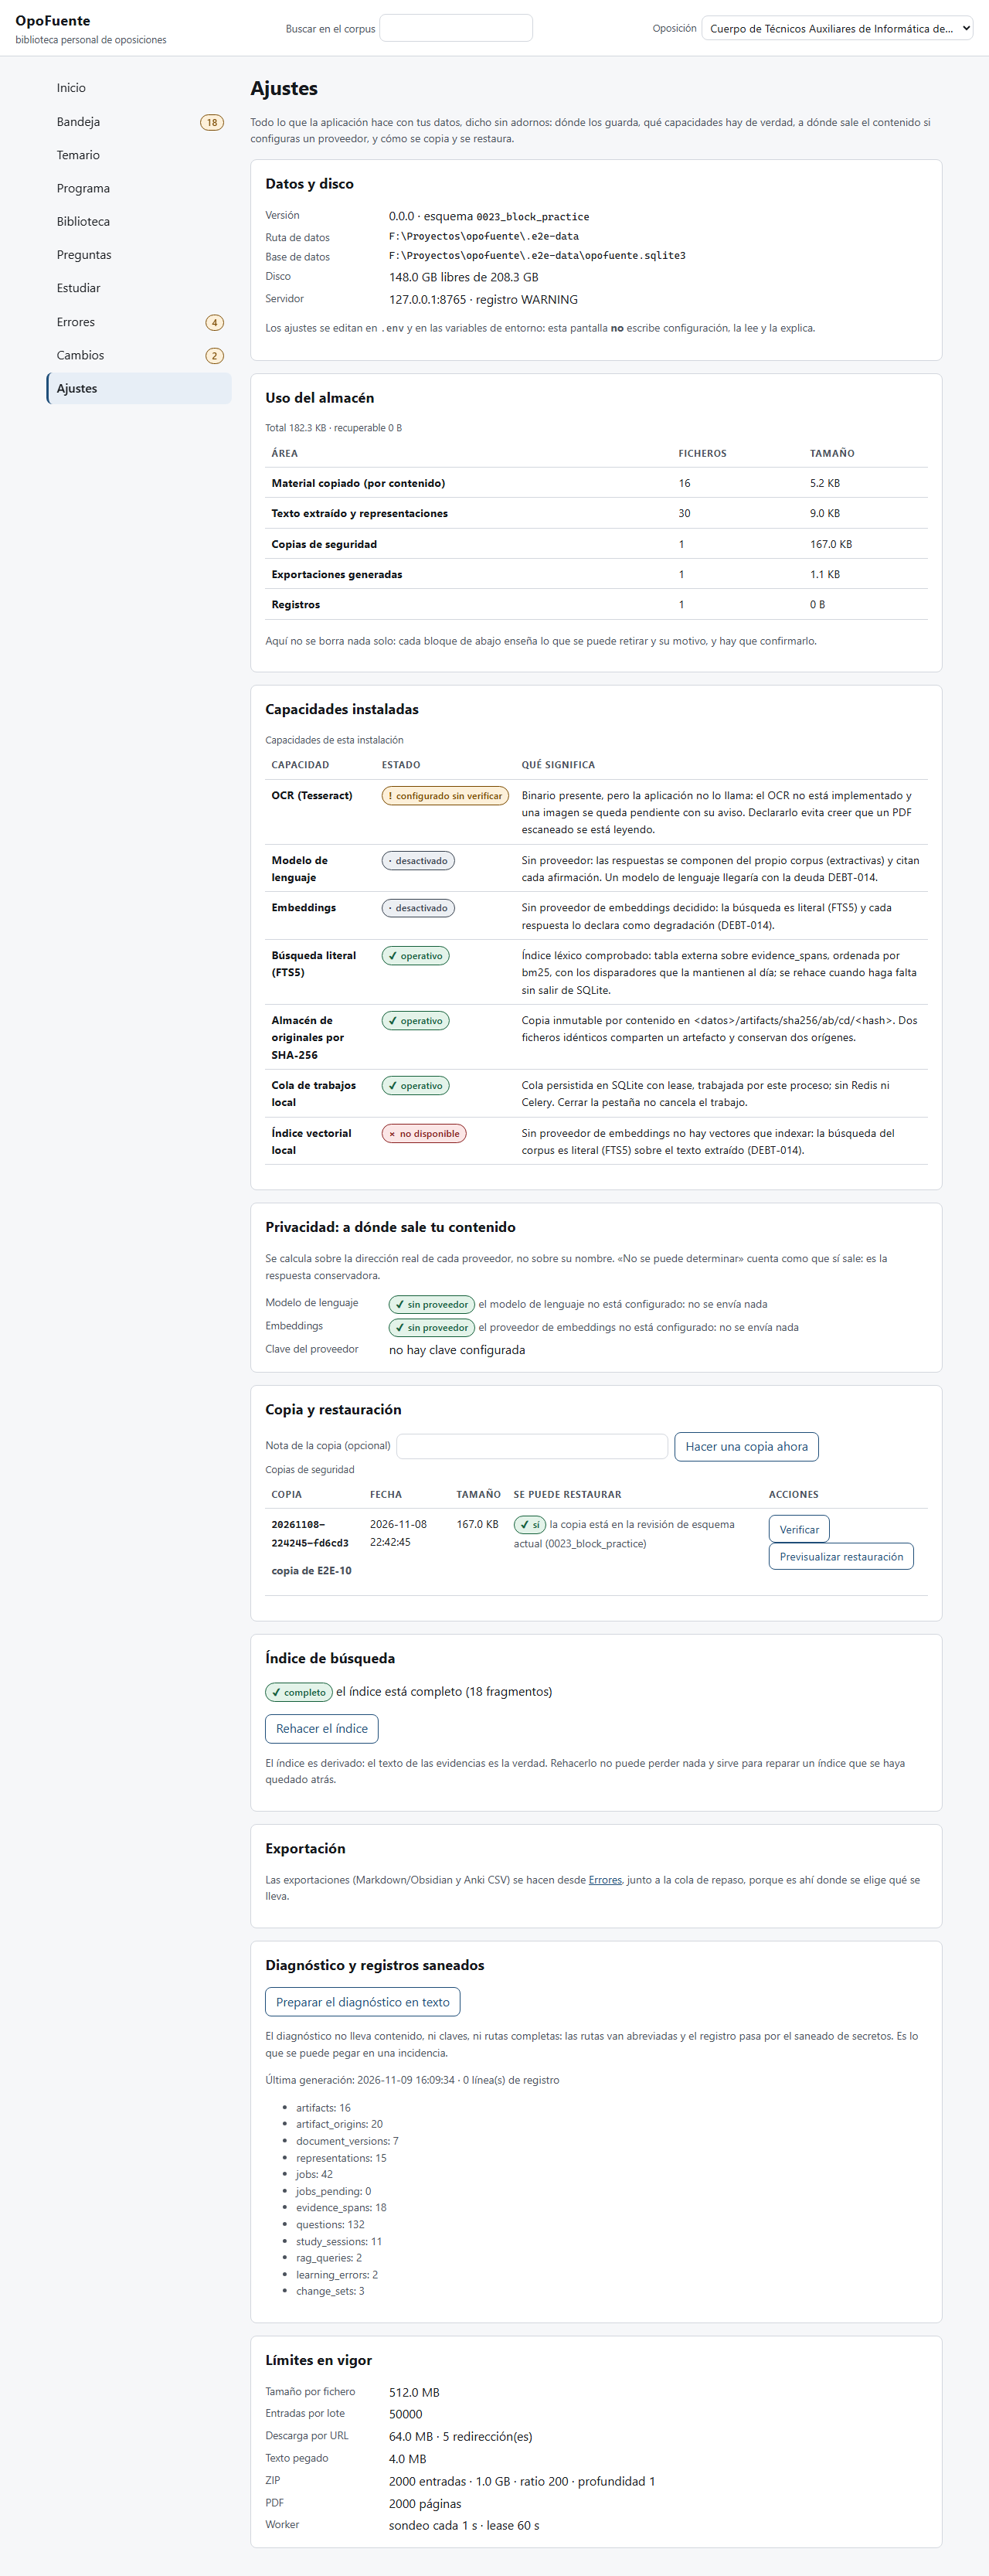 OpoFuente
biblioteca personal de oposiciones
Buscar en el corpus
Oposición
Cuerpo de Técnicos Auxiliares de Informática de...
Inicio
Bandeja 18
Temario
Programa
Biblioteca
Preguntas
Estudiar
Errores 4
Cambios 2
Ajustes
Ajustes
Todo lo que la aplicación hace con tus datos, dicho sin adornos: dónde los guarda, qué capacidades hay de verdad, a dónde sale el contenido si
configuras un proveedor, y cómo se copia y se restaura.
Datos y disco
Versión 0.0.0 · esquema 0023_block_practice
Ruta de datos F:\Proyectos\opofuente\.e2e-data
Base de datos F:\Proyectos\opofuente\.e2e-data\opofuente.sqlite3
Disco 148.0 GB libres de 208.3 GB
Servidor 127.0.0.1:8765 · registro WARNING
Los ajustes se editan en .env y en las variables de entorno: esta pantalla no escribe configuración, la lee y la explica.
Uso del almacén
Total 182.3 KB · recuperable 0 B
ÁREA FICHEROS TAMAÑO
Material copiado (por contenido) 16 5.2 KB
Texto extraído y representaciones 30 9.0 KB
Copias de seguridad 1 167.0 KB
Exportaciones generadas 1 1.1 KB
Registros 1 0 B
Aquí no se borra nada solo: cada bloque de abajo enseña lo que se puede retirar y su motivo, y hay que confirmarlo.
Capacidades instaladas
Capacidades de esta instalación
CAPACIDAD ESTADO QUÉ SIGNIFICA
OCR (Tesseract) ! configurado sin verificar Binario presente, pero la aplicación no lo llama: el OCR no está implementado y
una imagen se queda pendiente con su aviso. Declararlo evita creer que un PDF
escaneado se está leyendo.
Modelo de · desactivado Sin proveedor: las respuestas se componen del propio corpus (extractivas) y citan
lenguaje cada afirmación. Un modelo de lenguaje llegaría con la deuda DEBT-014.
Embeddings · desactivado Sin proveedor de embeddings decidido: la búsqueda es literal (FTS5) y cada
respuesta lo declara como degradación (DEBT-014).
Búsqueda literal ✓ operativo Índice léxico comprobado: tabla externa sobre evidence_spans, ordenada por
(FTS5) bm25, con los disparadores que la mantienen al día; se rehace cuando haga falta
sin salir de SQLite.
Almacén de ✓ operativo Copia inmutable por contenido en <datos>/artifacts/sha256/ab/cd/<hash>. Dos
originales por ficheros idénticos comparten un artefacto y conservan dos orígenes.
SHA-256
Cola de trabajos ✓ operativo Cola persistida en SQLite con lease, trabajada por este proceso; sin Redis ni
local Celery. Cerrar la pestaña no cancela el trabajo.
Índice vectorial × no disponible Sin proveedor de embeddings no hay vectores que indexar: la búsqueda del
local corpus es literal (FTS5) sobre el texto extraído (DEBT-014).
Privacidad: a dónde sale tu contenido
Se calcula sobre la dirección real de cada proveedor, no sobre su nombre. «No se puede determinar» cuenta como que sí sale: es la
respuesta conservadora.
Modelo de lenguaje ✓ sin proveedor el modelo de lenguaje no está configurado: no se envía nada
Embeddings ✓ sin proveedor el proveedor de embeddings no está configurado: no se envía nada
Clave del proveedor no hay clave configurada
Copia y restauración
Nota de la copia (opcional) Hacer una copia ahora
Copias de seguridad
COPIA FECHA TAMAÑO SE PUEDE RESTAURAR ACCIONES
20261108- 2026-11-08 167.0 KB ✓ sí la copia está en la revisión de esquema Verificar
224245-fd6cd3 22:42:45 actual (0023_block_practice)
Previsualizar restauración
copia de E2E-10
Índice de búsqueda
✓ completo el índice está completo (18 fragmentos)
Rehacer el índice
El índice es derivado: el texto de las evidencias es la verdad. Rehacerlo no puede perder nada y sirve para reparar un índice que se haya
quedado atrás.
Exportación
Las exportaciones (Markdown/Obsidian y Anki CSV) se hacen desde Errores, junto a la cola de repaso, porque es ahí donde se elige qué se
lleva.
Diagnóstico y registros saneados
Preparar el diagnóstico en texto
El diagnóstico no lleva contenido, ni claves, ni rutas completas: las rutas van abreviadas y el registro pasa por el saneado de secretos. Es lo
que se puede pegar en una incidencia.
Última generación: 2026-11-09 16:09:34 · 0 línea(s) de registro
• artifacts: 16
• artifact_origins: 20
• document_versions: 7
• representations: 15
• jobs: 42
• jobs_pending: 0
• evidence_spans: 18
• questions: 132
• study_sessions: 11
• rag_queries: 2
• learning_errors: 2
• change_sets: 3
Límites en vigor
Tamaño por fichero 512.0 MB
Entradas por lote 50000
Descarga por URL 64.0 MB · 5 redirección(es)
Texto pegado 4.0 MB
ZIP 2000 entradas · 1.0 GB · ratio 200 · profundidad 1
PDF 2000 páginas
Worker sondeo cada 1 s · lease 60 s